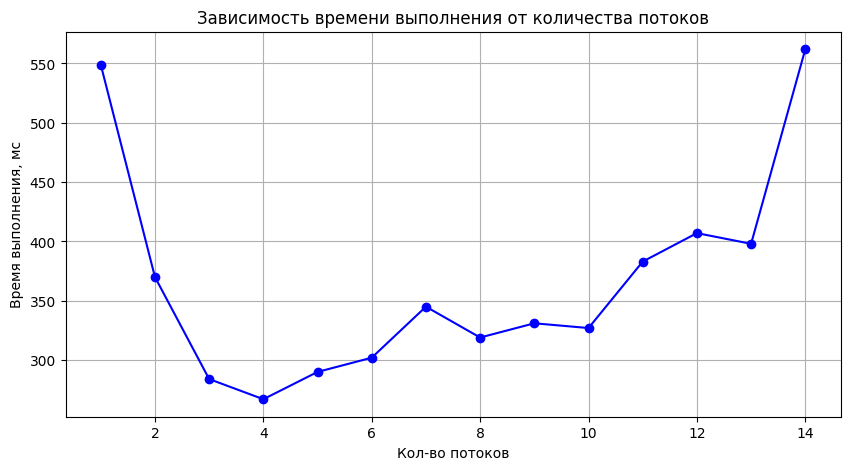 Зависимость времени выполнения от количества потоков
Время выполнения, мс
550
500
450
400
350
300
2 4 6 8 10 12 14
Кол-во потоков